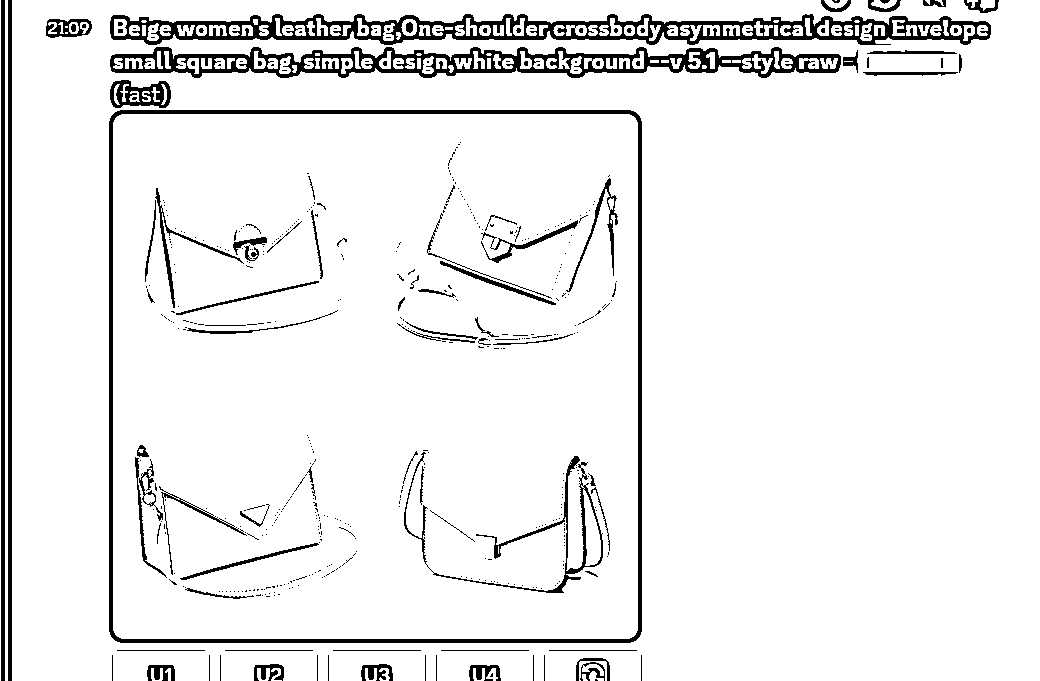 21:09 Beige women's leather bag,One-shoulder crossbody asymmetrical design Envelope
small square bag, simple design,white background --v 5.1 --style raw -
(fast)
U1 U2 U3 U4